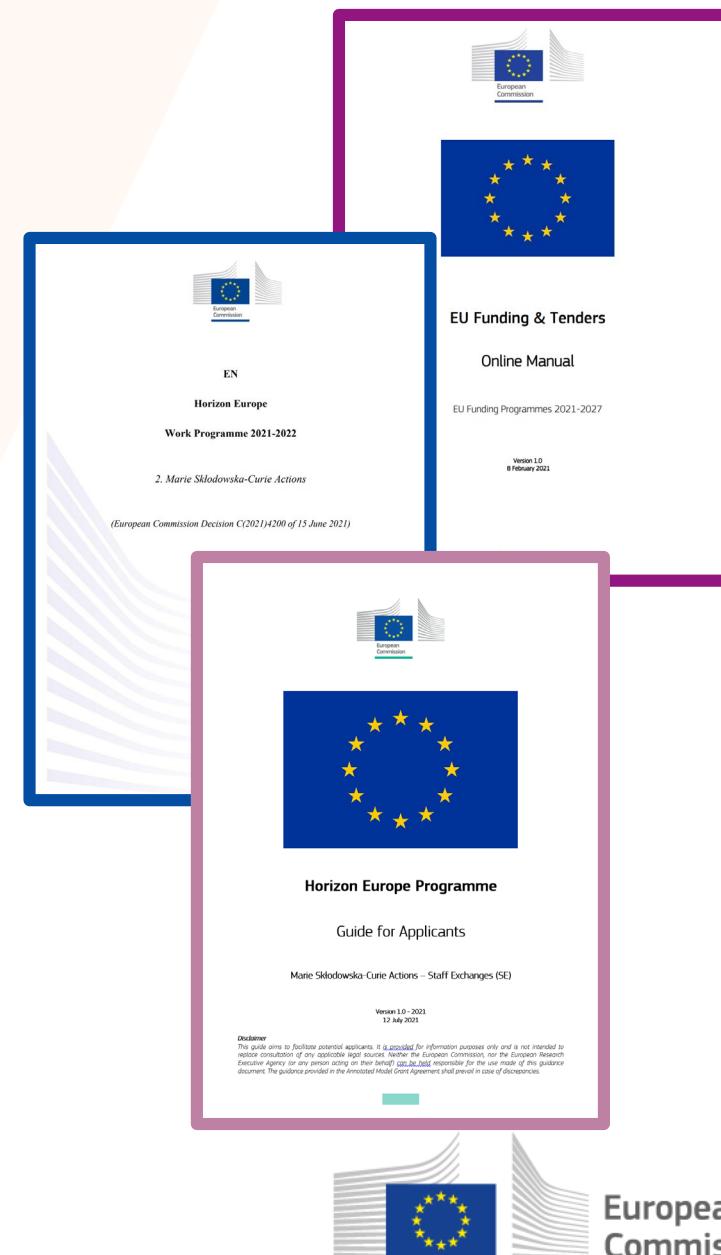 European
Commission
EU Funding & Tenders
Online Manual
EU Funding Programmes 2021-2027
Version 1.0
8 February 2021
European
Commission
EN
Horizon Europe
Work Programme 2021-2022
2. Marie Skłodowska-Curie Actions
(European Commission Decision C(2021)4200 of 15 June 2021)
European
Commission
Horizon Europe Programme
Guide for Applicants
Marie Skłodowska-Curie Actions – Staff Exchanges (SE)
Version 1.0 - 2021
12 July 2021
Disclaimer
This guide aims to facilitate potential applicants. It is provided for information purposes only and is not intended to
replace consultation of any applicable legal sources. Neither the European Commission, nor the European Research
Executive Agency (or any person acting on their behalf) can be held responsible for the use made of this guidance
document. The guidance provided in the Annotated Model Grant Agreement shall prevail in case of discrepancies.
Europea
Commis